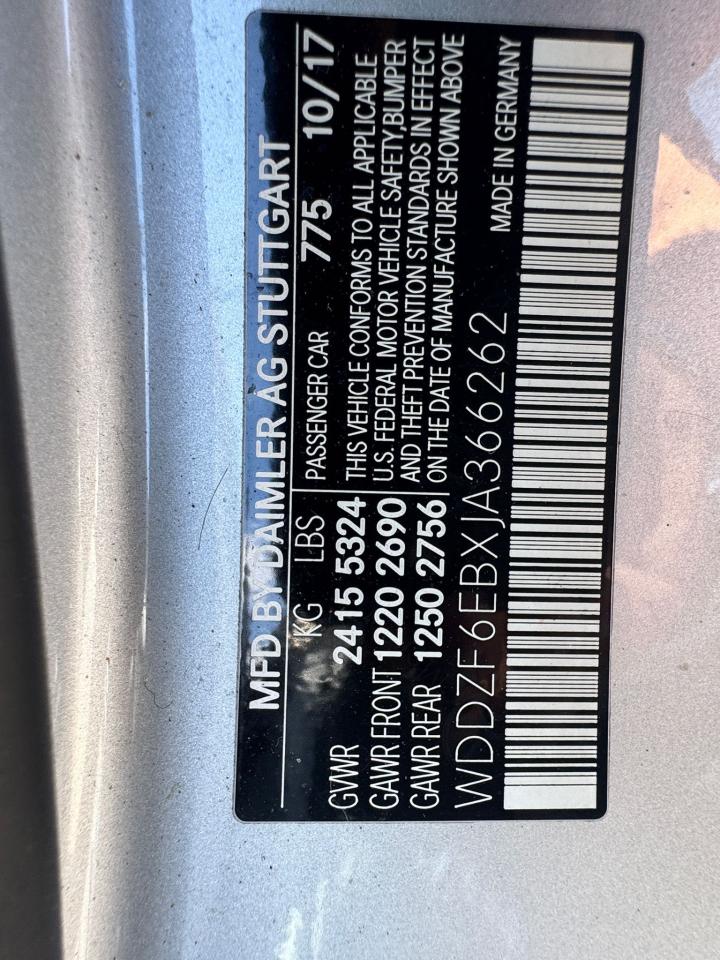 MFD BY DAIMLER AG STUTTGART
KG LBS PASSENGER CAR 775 10/17
GVWR 2415 5324
GAWR FRONT 1220 2690
GAWR REAR 1250 2756
THIS VEHICLE CONFORMS TO ALL APPLICABLE
U.S. FEDERAL MOTOR VEHICLE SAFETY,BUMPER
AND THEFT PREVENTION STANDARDS IN EFFECT
ON THE DATE OF MANUFACTURE SHOWN ABOVE
WDDZF6EBXJA366262 MADE IN GERMANY